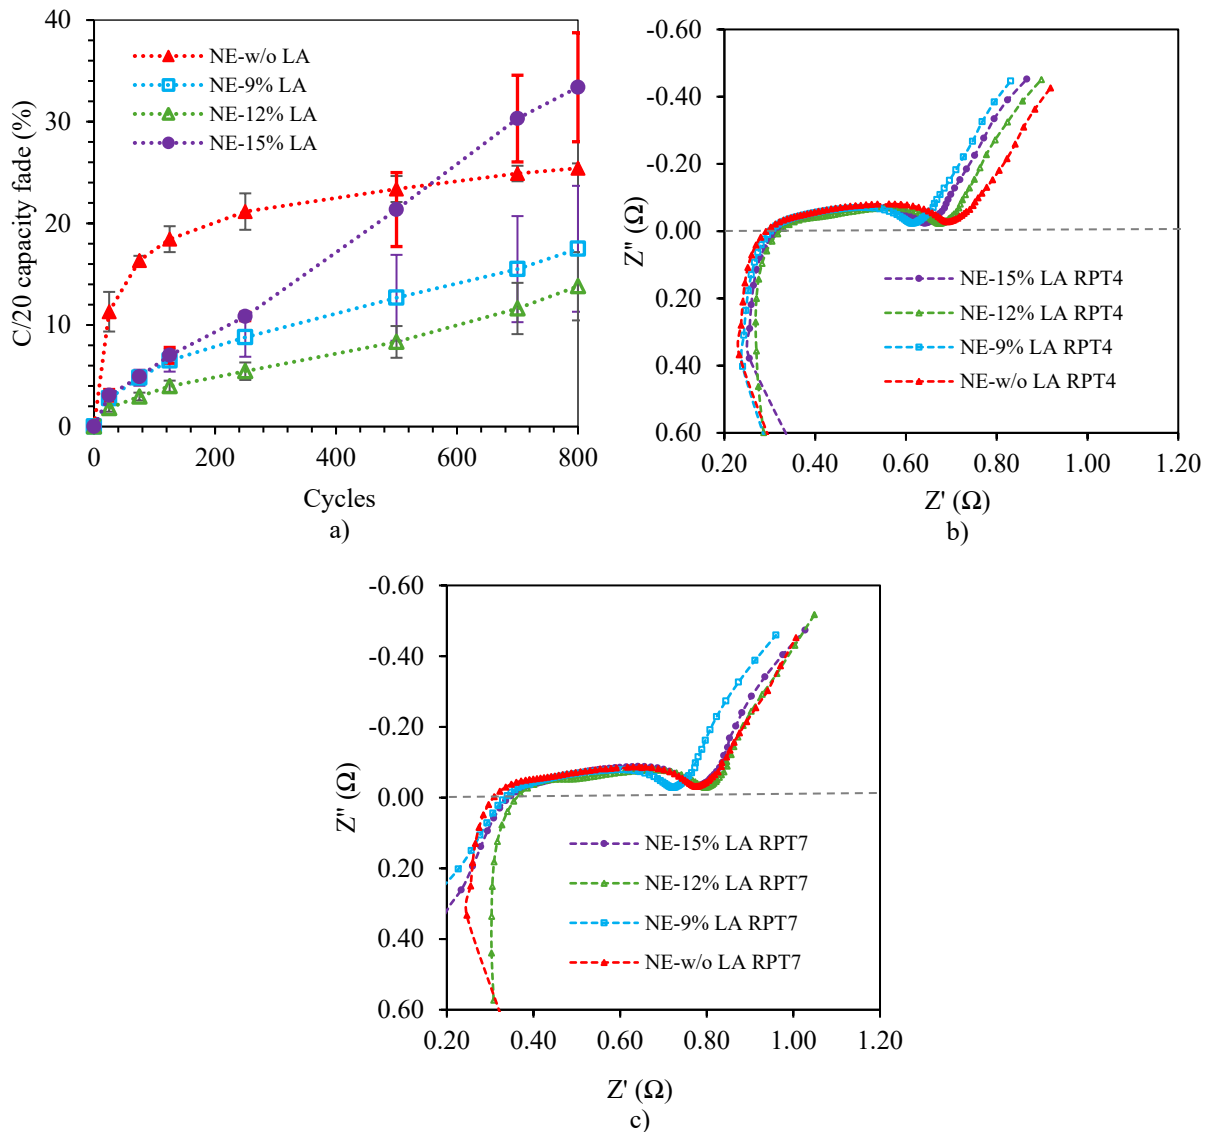 40
30
20
10
0
C/20 capacity fade (%)
NE-w/o LA
NE-9% LA
NE-12% LA
NE-15% LA
0
200
400
600
800
Cycles
a)
-0.60
-0.40
-0.20
0.00
0.20
0.40
0.60
Z" (Ω)
NE-15% LA RPT4
NE-12% LA RPT4
NE-9% LA RPT4
NE-w/o LA RPT4
0.20
0.40
0.60
0.80
1.00
1.20
Z' (Ω)
b)
-0.60
-0.40
-0.20
0.00
0.20
0.40
0.60
Z" (Ω)
NE-15% LA RPT7
NE-12% LA RPT7
NE-9% LA RPT7
NE-w/o LA RPT7
0.20
0.40
0.60
0.80
1.00
1.20
Z' (Ω)
c)